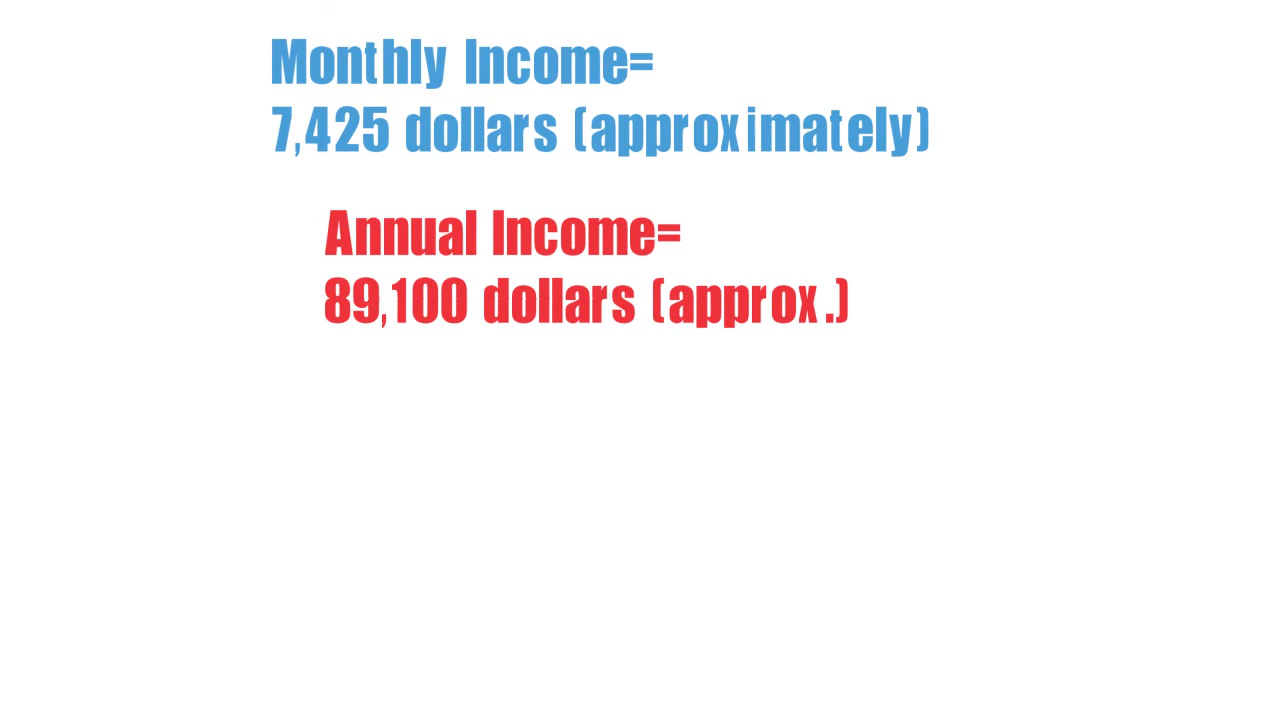 Monthly Income=
7,425 dollars (approximately)
Annual Income=
89,100 dollars (approx.)